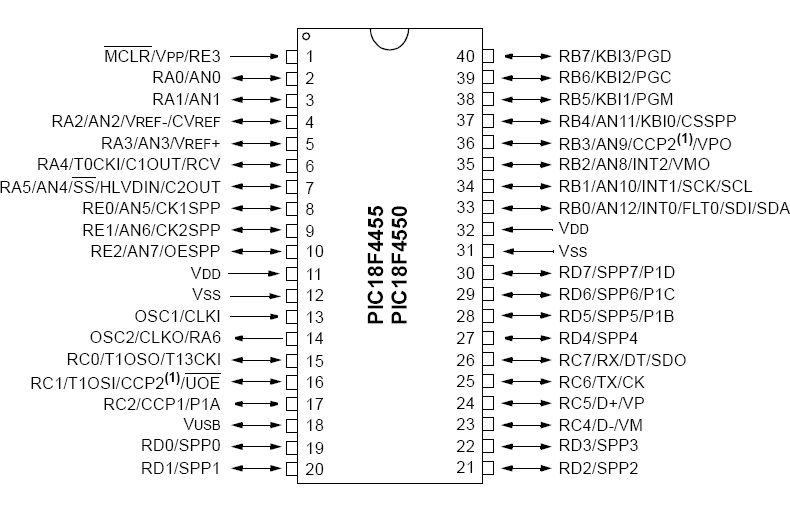 M̅C̅L̅R̅/VPP/RE3 1 40 RB7/KBI3/PGD
RA0/AN0 2 39 RB6/KBI2/PGC
RA1/AN1 3 38 RB5/KBI1/PGM
RA2/AN2/VREF-/CVREF 4 37 RB4/AN11/KBI0/CSSPP
RA3/AN3/VREF+ 5 36 RB3/AN9/CCP2(1)/VPO
RA4/T0CKI/C1OUT/RCV 6 35 RB2/AN8/INT2/VMO
RA5/AN4/S̅S̅/HLVDIN/C2OUT 7 34 RB1/AN10/INT1/SCK/SCL
RE0/AN5/CK1SPP 8 33 RB0/AN12/INT0/FLT0/SDI/SDA
RE1/AN6/CK2SPP 9 32 VDD
RE2/AN7/OESPP 10 31 VSS
VDD 11 30 RD7/SPP7/P1D
VSS 12 29 RD6/SPP6/P1C
OSC1/CLKI 13 28 RD5/SPP5/P1B
OSC2/CLKO/RA6 14 27 RD4/SPP4
RC0/T1OSO/T13CKI 15 26 RC7/RX/DT/SDO
RC1/T1OSI/CCP2(1)/U̅O̅E̅ 16 25 RC6/TX/CK
RC2/CCP1/P1A 17 24 RC5/D+/VP
VUSB 18 23 RC4/D-/VM
RD0/SPP0 19 22 RD3/SPP3
RD1/SPP1 20 21 RD2/SPP2
PIC18F4455
PIC18F4550